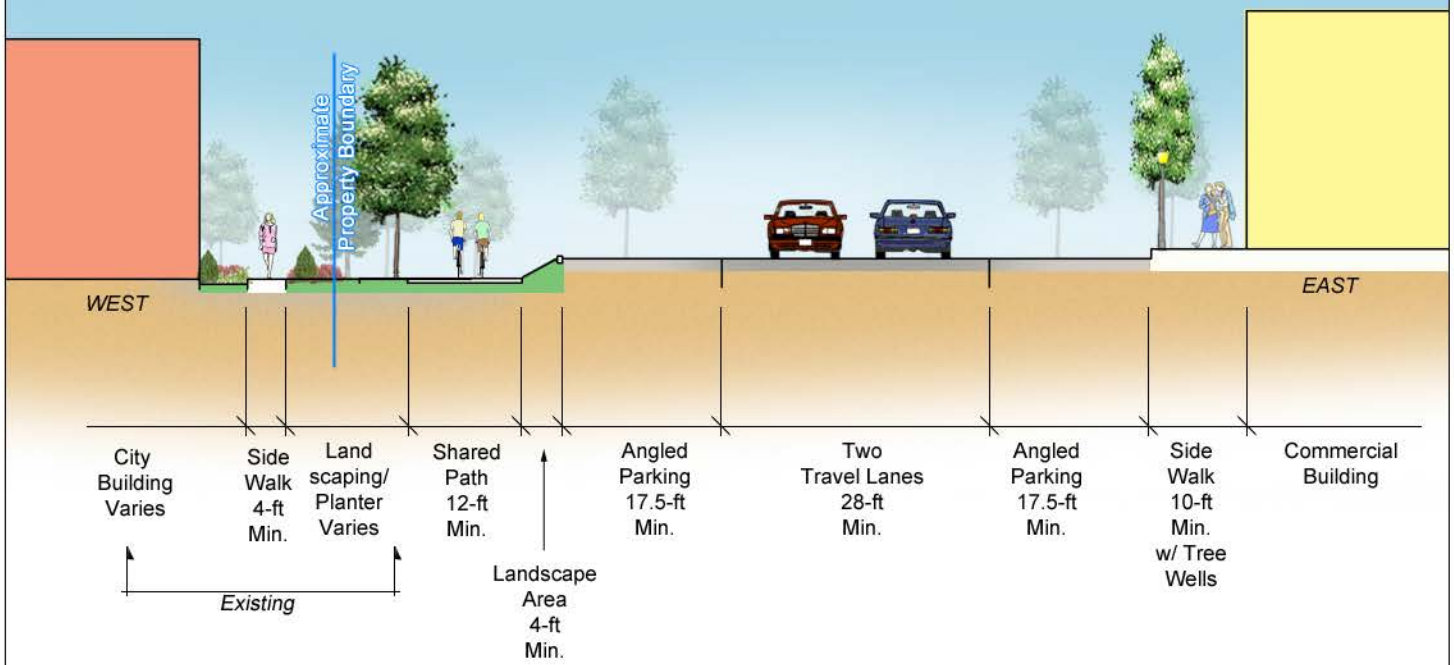 Approximate
Property Boundary
WEST
EAST
City
Building
Varies
Side
Walk
4-ft
Min.
Land
scaping/
Planter
Varies
Shared
Path
12-ft
Min.
Landscape
Area
4-ft
Min.
Angled
Parking
17.5-ft
Min.
Two
Travel Lanes
28-ft
Min.
Angled
Parking
17.5-ft
Min.
Side
Walk
10-ft
Min.
w/ Tree
Wells
Commercial
Building
Existing